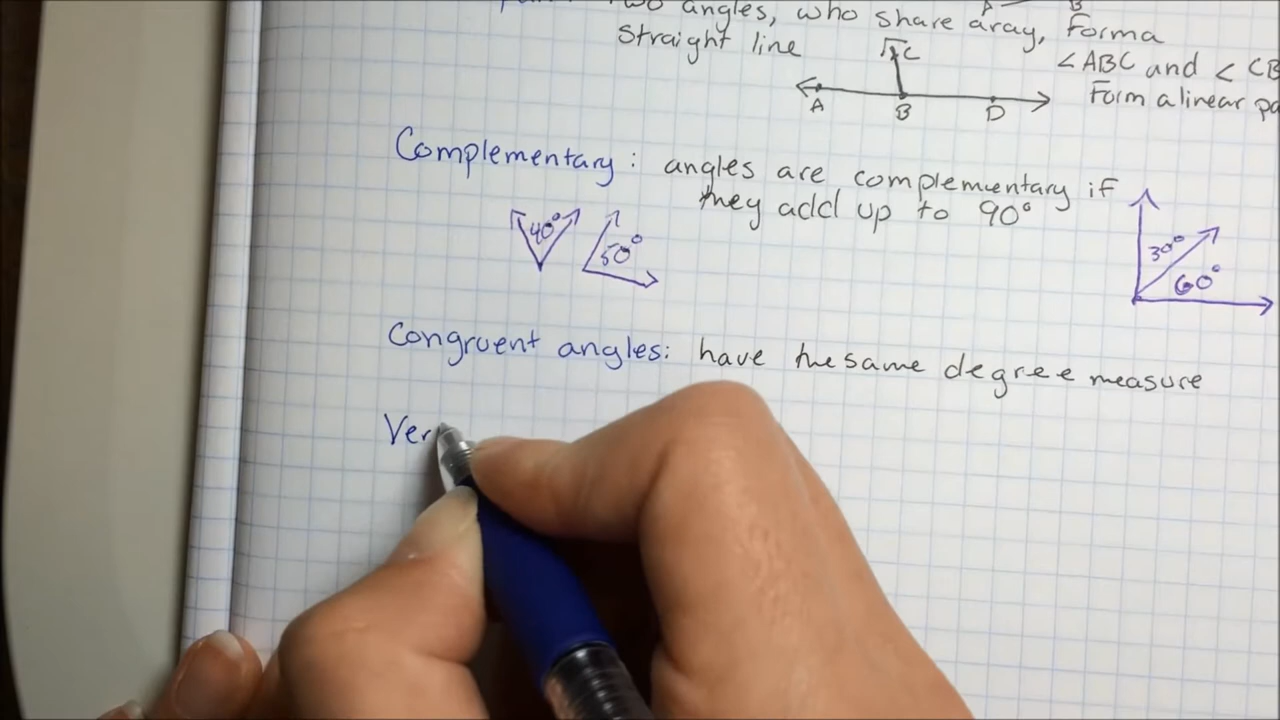 Two angles, who share a ray, form a
straight line
A B
C
∠ABC and ∠CB
A B D
Form a linear pa
Complementary: angles are complementary if
they add up to 90°
40° 50°
30°
60°
Congruent angles: have the same degree measure
Ver